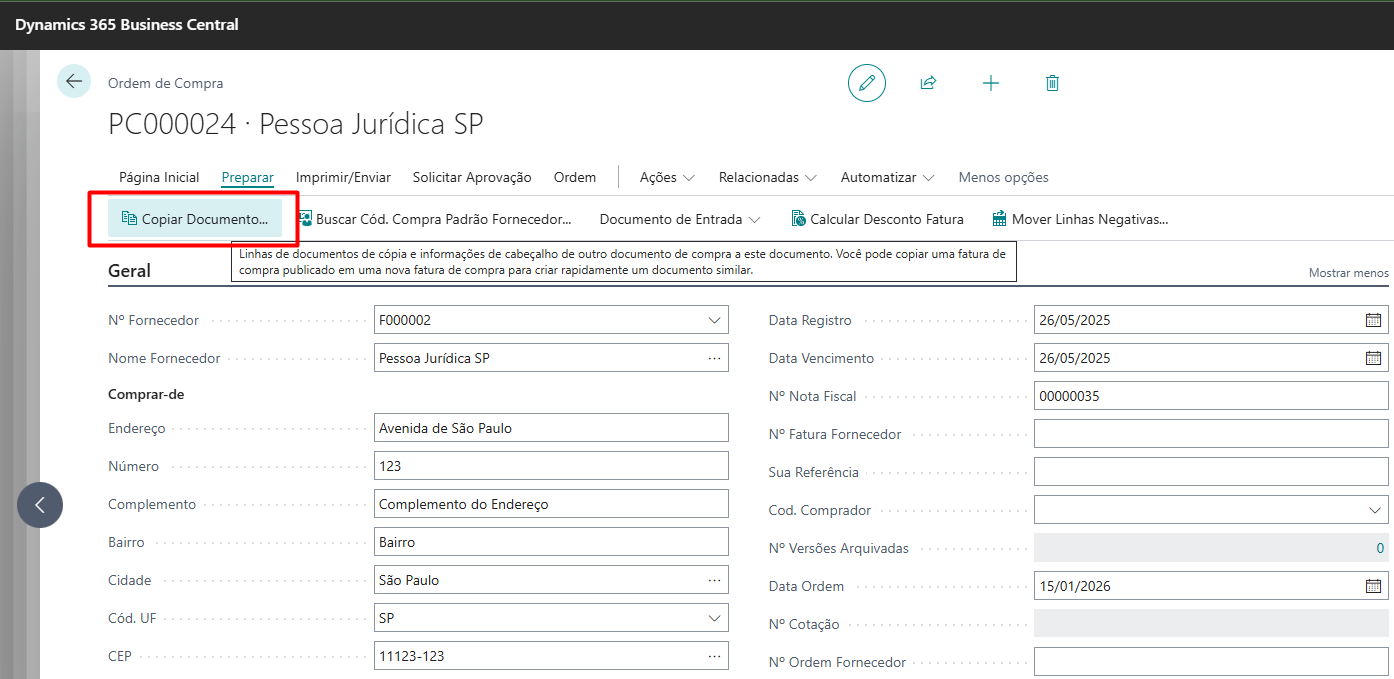 Dynamics 365 Business Central
Ordem de Compra
PC000024 · Pessoa Jurídica SP
Página Inicial Preparar Imprimir/Enviar Solicitar Aprovação Ordem Ações Relacionadas Automatizar Menos opções
Copiar Documento... Buscar Cód. Compra Padrão Fornecedor... Documento de Entrada Calcular Desconto Fatura Mover Linhas Negativas...
Linhas de documentos de cópia e informações de cabeçalho de outro documento de compra a este documento. Você pode copiar uma fatura de
compra publicado em uma nova fatura de compra para criar rapidamente um documento similar.
Geral
Mostrar menos
Nº Fornecedor F000002
Nome Fornecedor Pessoa Jurídica SP
Comprar-de
Endereço Avenida de São Paulo
Número 123
Complemento Complemento do Endereço
Bairro Bairro
Cidade São Paulo
Cód. UF SP
CEP 11123-123
Data Registro 26/05/2025
Data Vencimento 26/05/2025
Nº Nota Fiscal 00000035
Nº Fatura Fornecedor
Sua Referência
Cod. Comprador
Nº Versões Arquivadas 0
Data Ordem 15/01/2026
Nº Cotação
Nº Ordem Fornecedor